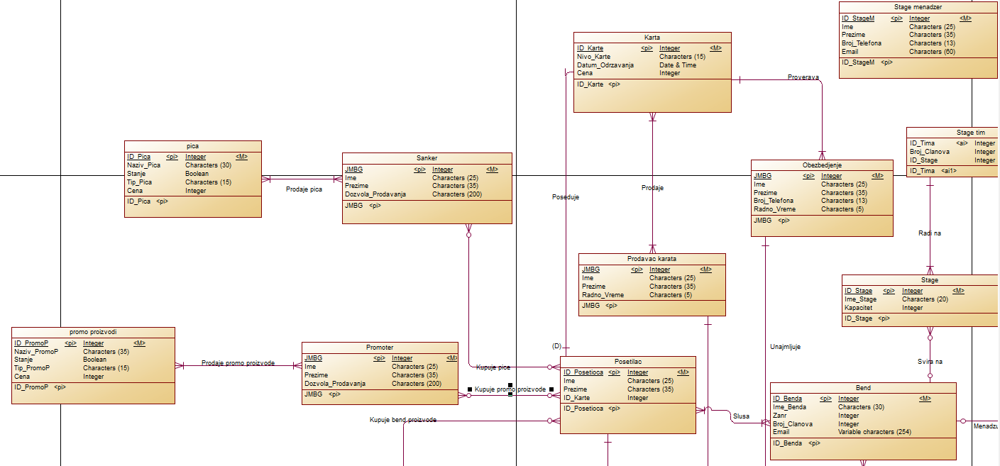 Stage menadzer
ID_StageM <pi> Integer <M>
Ime Characters (25)
Prezime Characters (35)
Broj_Telefona Characters (13)
Email Characters (60)
ID_StageM <pi>
Karta
ID_Karte <pi> Integer <M>
Nivo_Karte Characters (15)
Datum_Odrzavanja Date & Time
Cena Integer
ID_Karte <pi>
Proverava
Stage tim
ID_Tima <ai> Integer
Broj_Clanova Integer
ID_Stage Integer
ID_Tima <ai1>
pica
ID_Pica <pi> Integer <M>
Naziv_Pica Characters (30)
Stanje Boolean
Tip_Pica Characters (15)
Cena Integer
ID_Pica <pi>
Prodaje pica
Sanker
JMBG <pi> Integer <M>
Ime Characters (25)
Prezime Characters (35)
Dozvola_Prodavanja Characters (200)
JMBG <pi>
Poseduje
Prodaje
Obezbedjenje
JMBG <pi> Integer <M>
Ime Characters (25)
Prezime Characters (35)
Broj_Telefona Characters (13)
Radno_Vreme Characters (5)
JMBG <pi>
Radi na
Prodavac karata
JMBG <pi> Integer <M>
Ime Characters (25)
Prezime Characters (35)
Radno_Vreme Characters (5)
JMBG <pi>
Stage
ID_Stage <pi> Integer <M>
Ime_Stage Characters (20)
Kapacitet Integer
ID_Stage <pi>
promo proizvodi
ID_PromoP <pi> Integer <M>
Naziv_PromoP Characters (35)
Stanje Boolean
Tip_PromoP Characters (15)
Cena Integer
ID_PromoP <pi>
Prodaje promo proizvode
Promoter
JMBG <pi> Integer <M>
Ime Characters (25)
Prezime Characters (35)
Dozvola_Prodavanja Characters (200)
JMBG <pi>
(D)
Unajmljuje
Svira na
Kupuje pice
Kupuje promo proizvode
Kupuje bend proizvode
Posetilac
ID_Posetioca <pi> Integer <M>
Ime Characters (25)
Prezime Characters (35)
ID_Karte Integer
ID_Posetioca <pi>
Slusa
Bend
ID_Benda <pi> Integer <M>
Ime_Benda Characters (30)
Zanr Integer
Broj_Clanova Integer
Email Variable characters (254)
ID_Benda <pi>
Menadzu